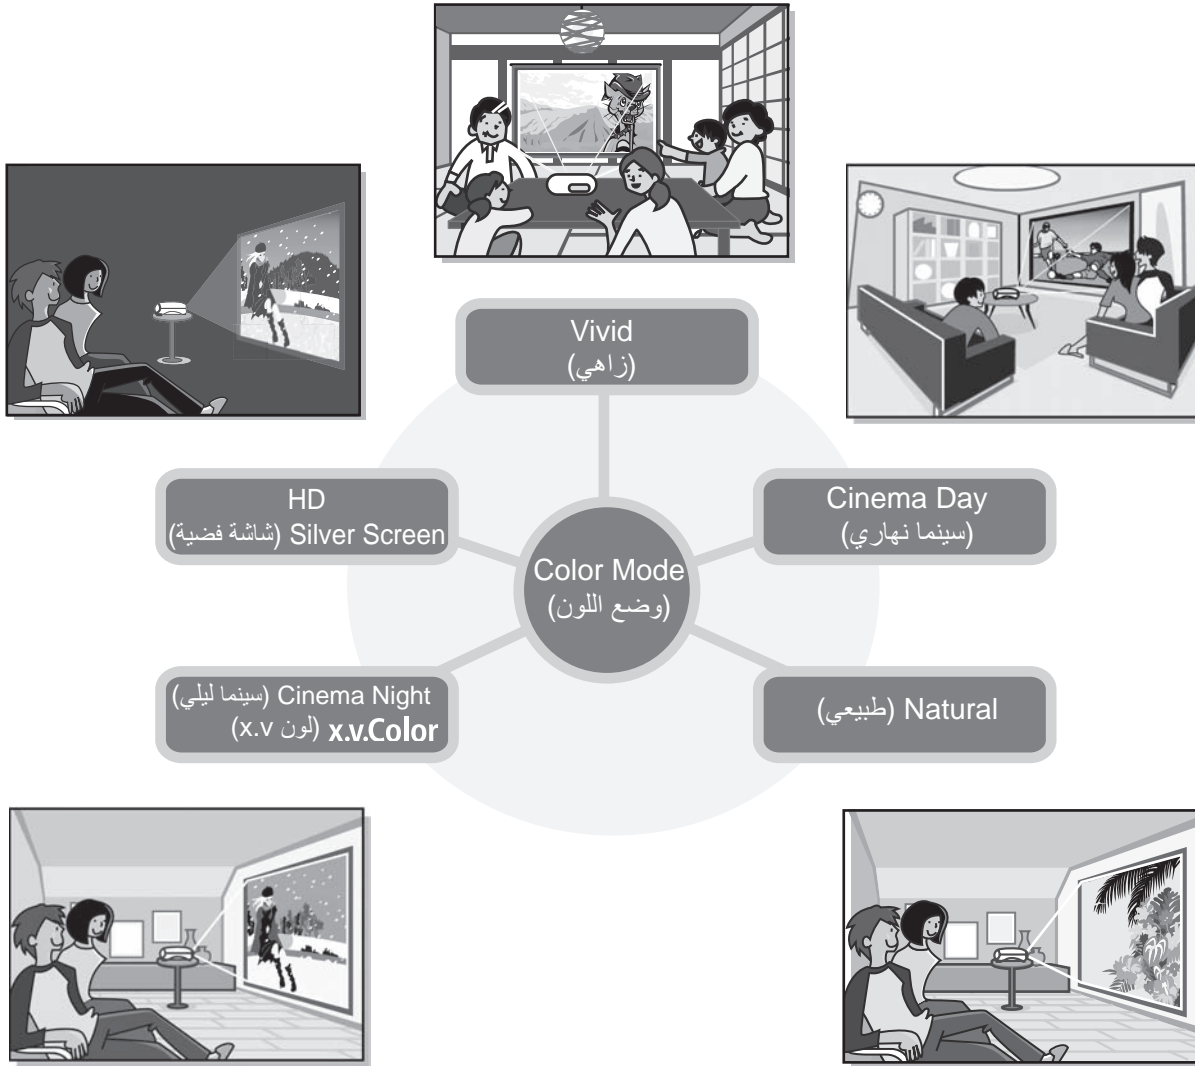 Vivid
(زاهي)
HD
Silver Screen (شاشة فضية)
Cinema Day
(سينما نهاري)
Color Mode
(وضع اللون)
Cinema Night (سينما ليلي)
x.v.Color (لون x.v)
Natural (طبيعي)